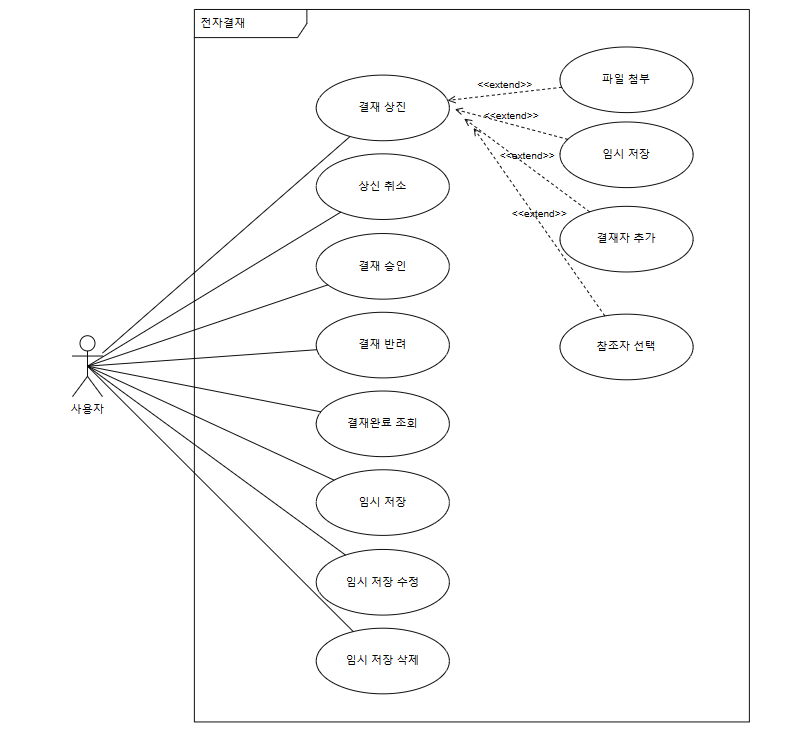 전자결재
결재 상진
상신 취소
결재 승인
결재 반려
결재완료 조회
임시 저장
임시 저장 수정
임시 저장 삭제
사용자
<<extend>>
<<extend>>
<<extend>>
<<extend>>
파일 첨부
임시 저장
결재자 추가
참조자 선택